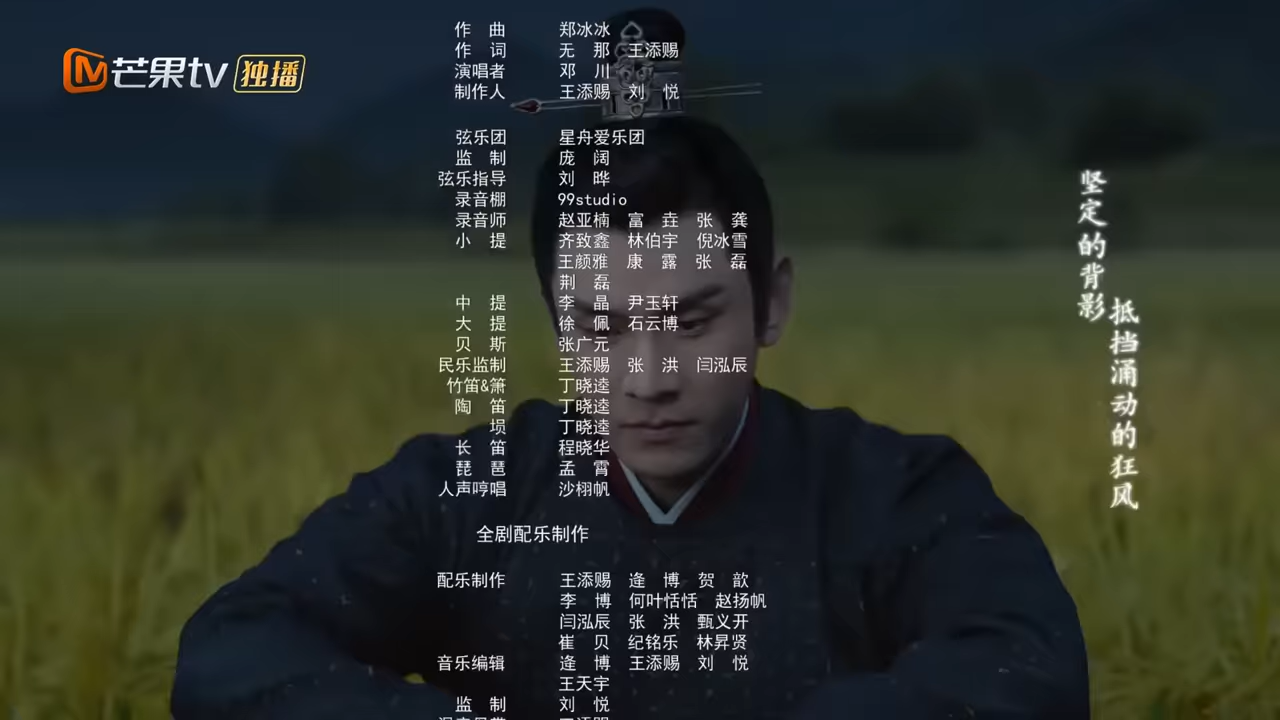 芒果tv 独播
作曲 郑冰冰
作词 无那 王添赐
演唱者 邓川
制作人 王添赐 刘悦
弦乐团 星舟爱乐团
监制 庞阔
弦乐指导 刘晔
录音棚 99studio
录音师 赵亚楠 富垚 张龚
小提 齐致鑫 林伯宇 倪冰雪
王颜雅 康露 张磊
荆磊
中提 李晶 尹玉轩
大提 徐佩 石云博
贝斯 张广元
民乐监制 王添赐 张洪 闫泓辰
竹笛&箫 丁晓逵
陶笛 丁晓逵
埙 丁晓逵
长笛 程晓华
琵琶 孟霄
人声哼唱 沙栩帆
全剧配乐制作
配乐制作 王添赐 逄博 贺歆
李博 何叶恬恬 赵扬帆
闫泓辰 张洪 甄义开
崔贝 纪铭乐 林昇贤
音乐编辑 逄博 王添赐 刘悦
王天宇
监制 刘悦
坚定的背影
抵挡涌动的狂风